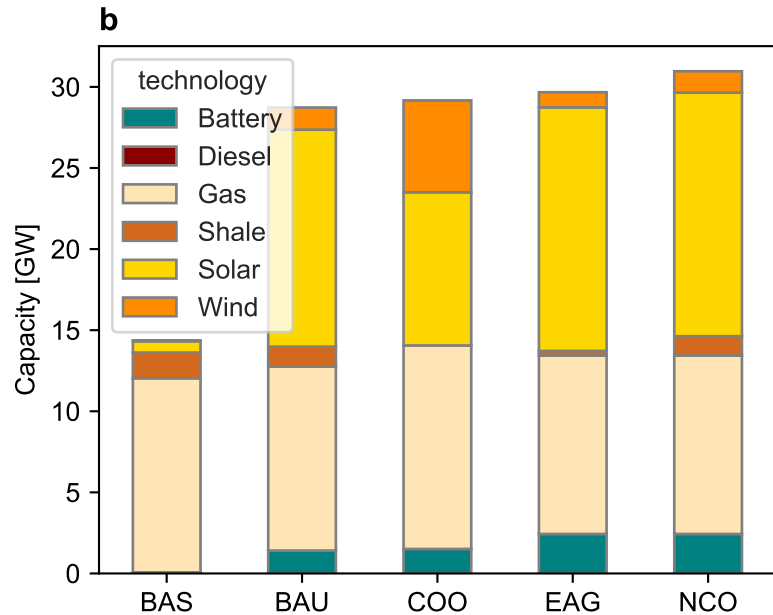 b
technology
Battery
Diesel
Gas
Shale
Solar
Wind
Capacity [GW]
30
25
20
15
10
5
0
BAS BAU COO EAG NCO